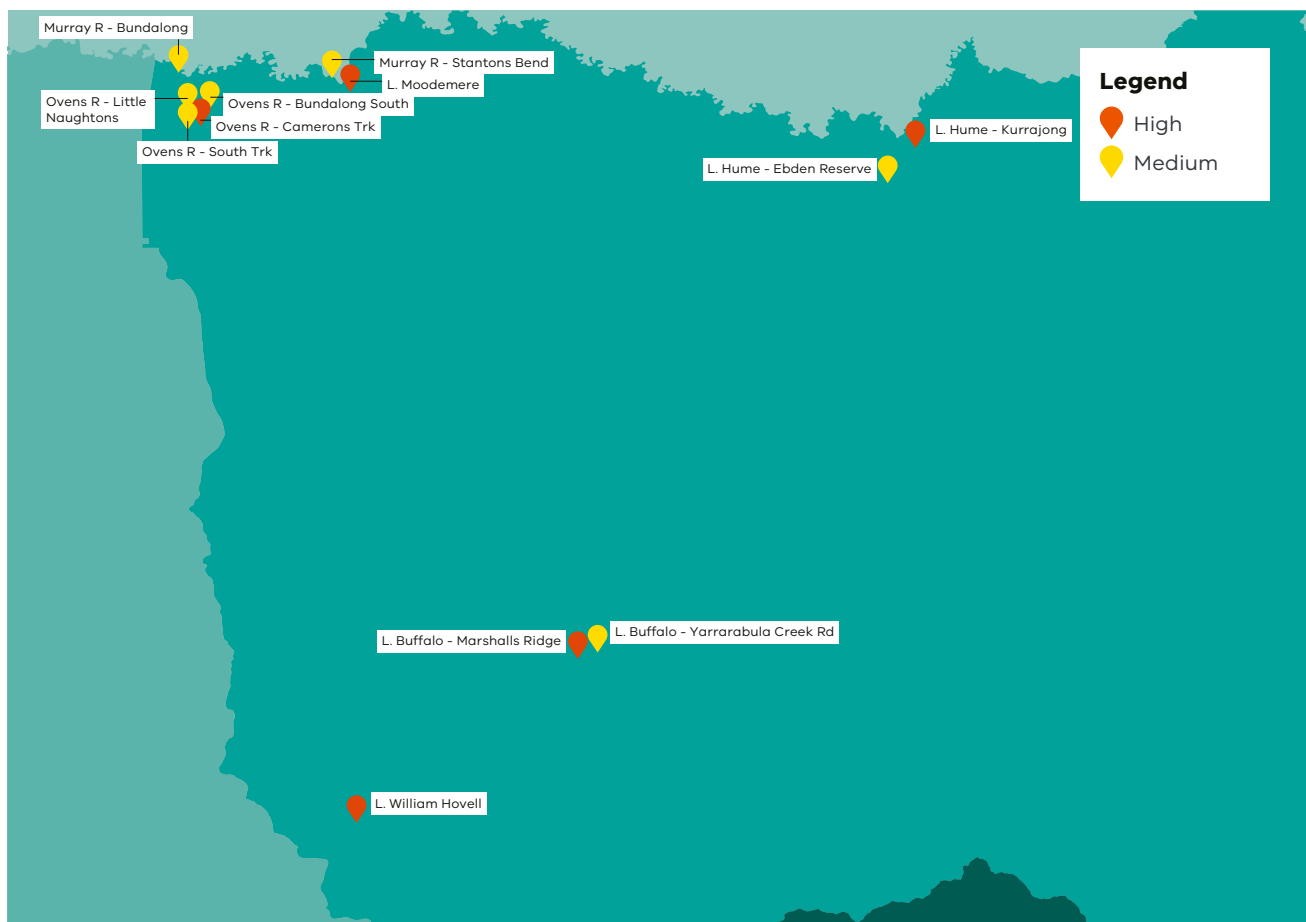 Murray R - Bundalong
Murray R - Stantons Bend
L. Moodemere
Ovens R - Little
Naughtons
Ovens R - Bundalong South
Ovens R - Camerons Trk
Ovens R - South Trk
L. Hume - Kurrajong
L. Hume - Ebden Reserve
Legend
High
Medium
L. Buffalo - Marshalls Ridge
L. Buffalo - Yarrarabula Creek Rd
L. William Hovell